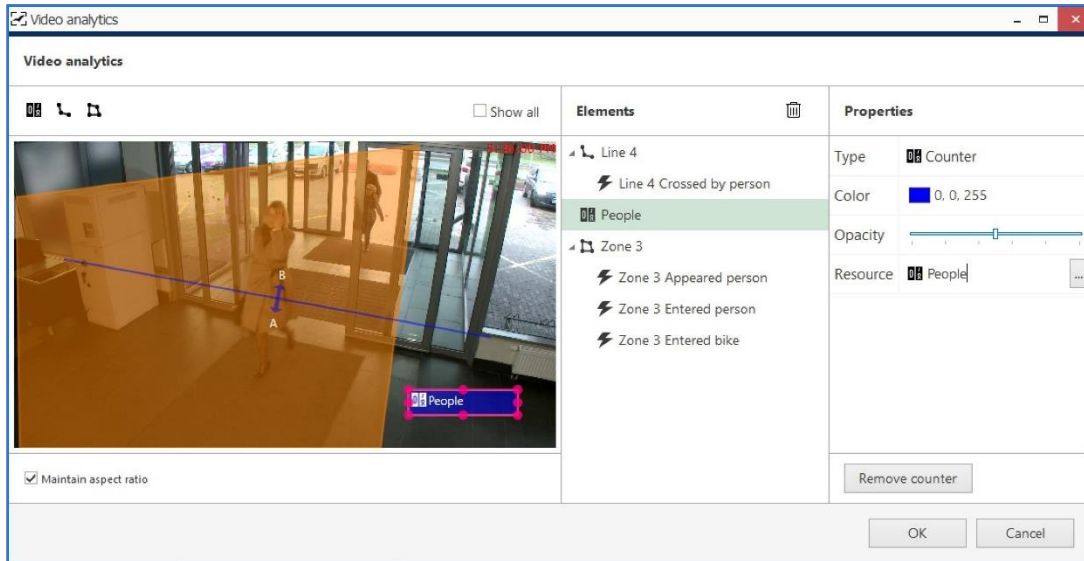 Video analytics
Video analytics
Show all
Elements
Properties
Line 4
Line 4 Crossed by person
People
Zone 3
Zone 3 Appeared person
Zone 3 Entered person
Zone 3 Entered bike
Type Counter
Color 0, 0, 255
Opacity
Resource People
...
B
A
People
Maintain aspect ratio
Remove counter
OK
Cancel